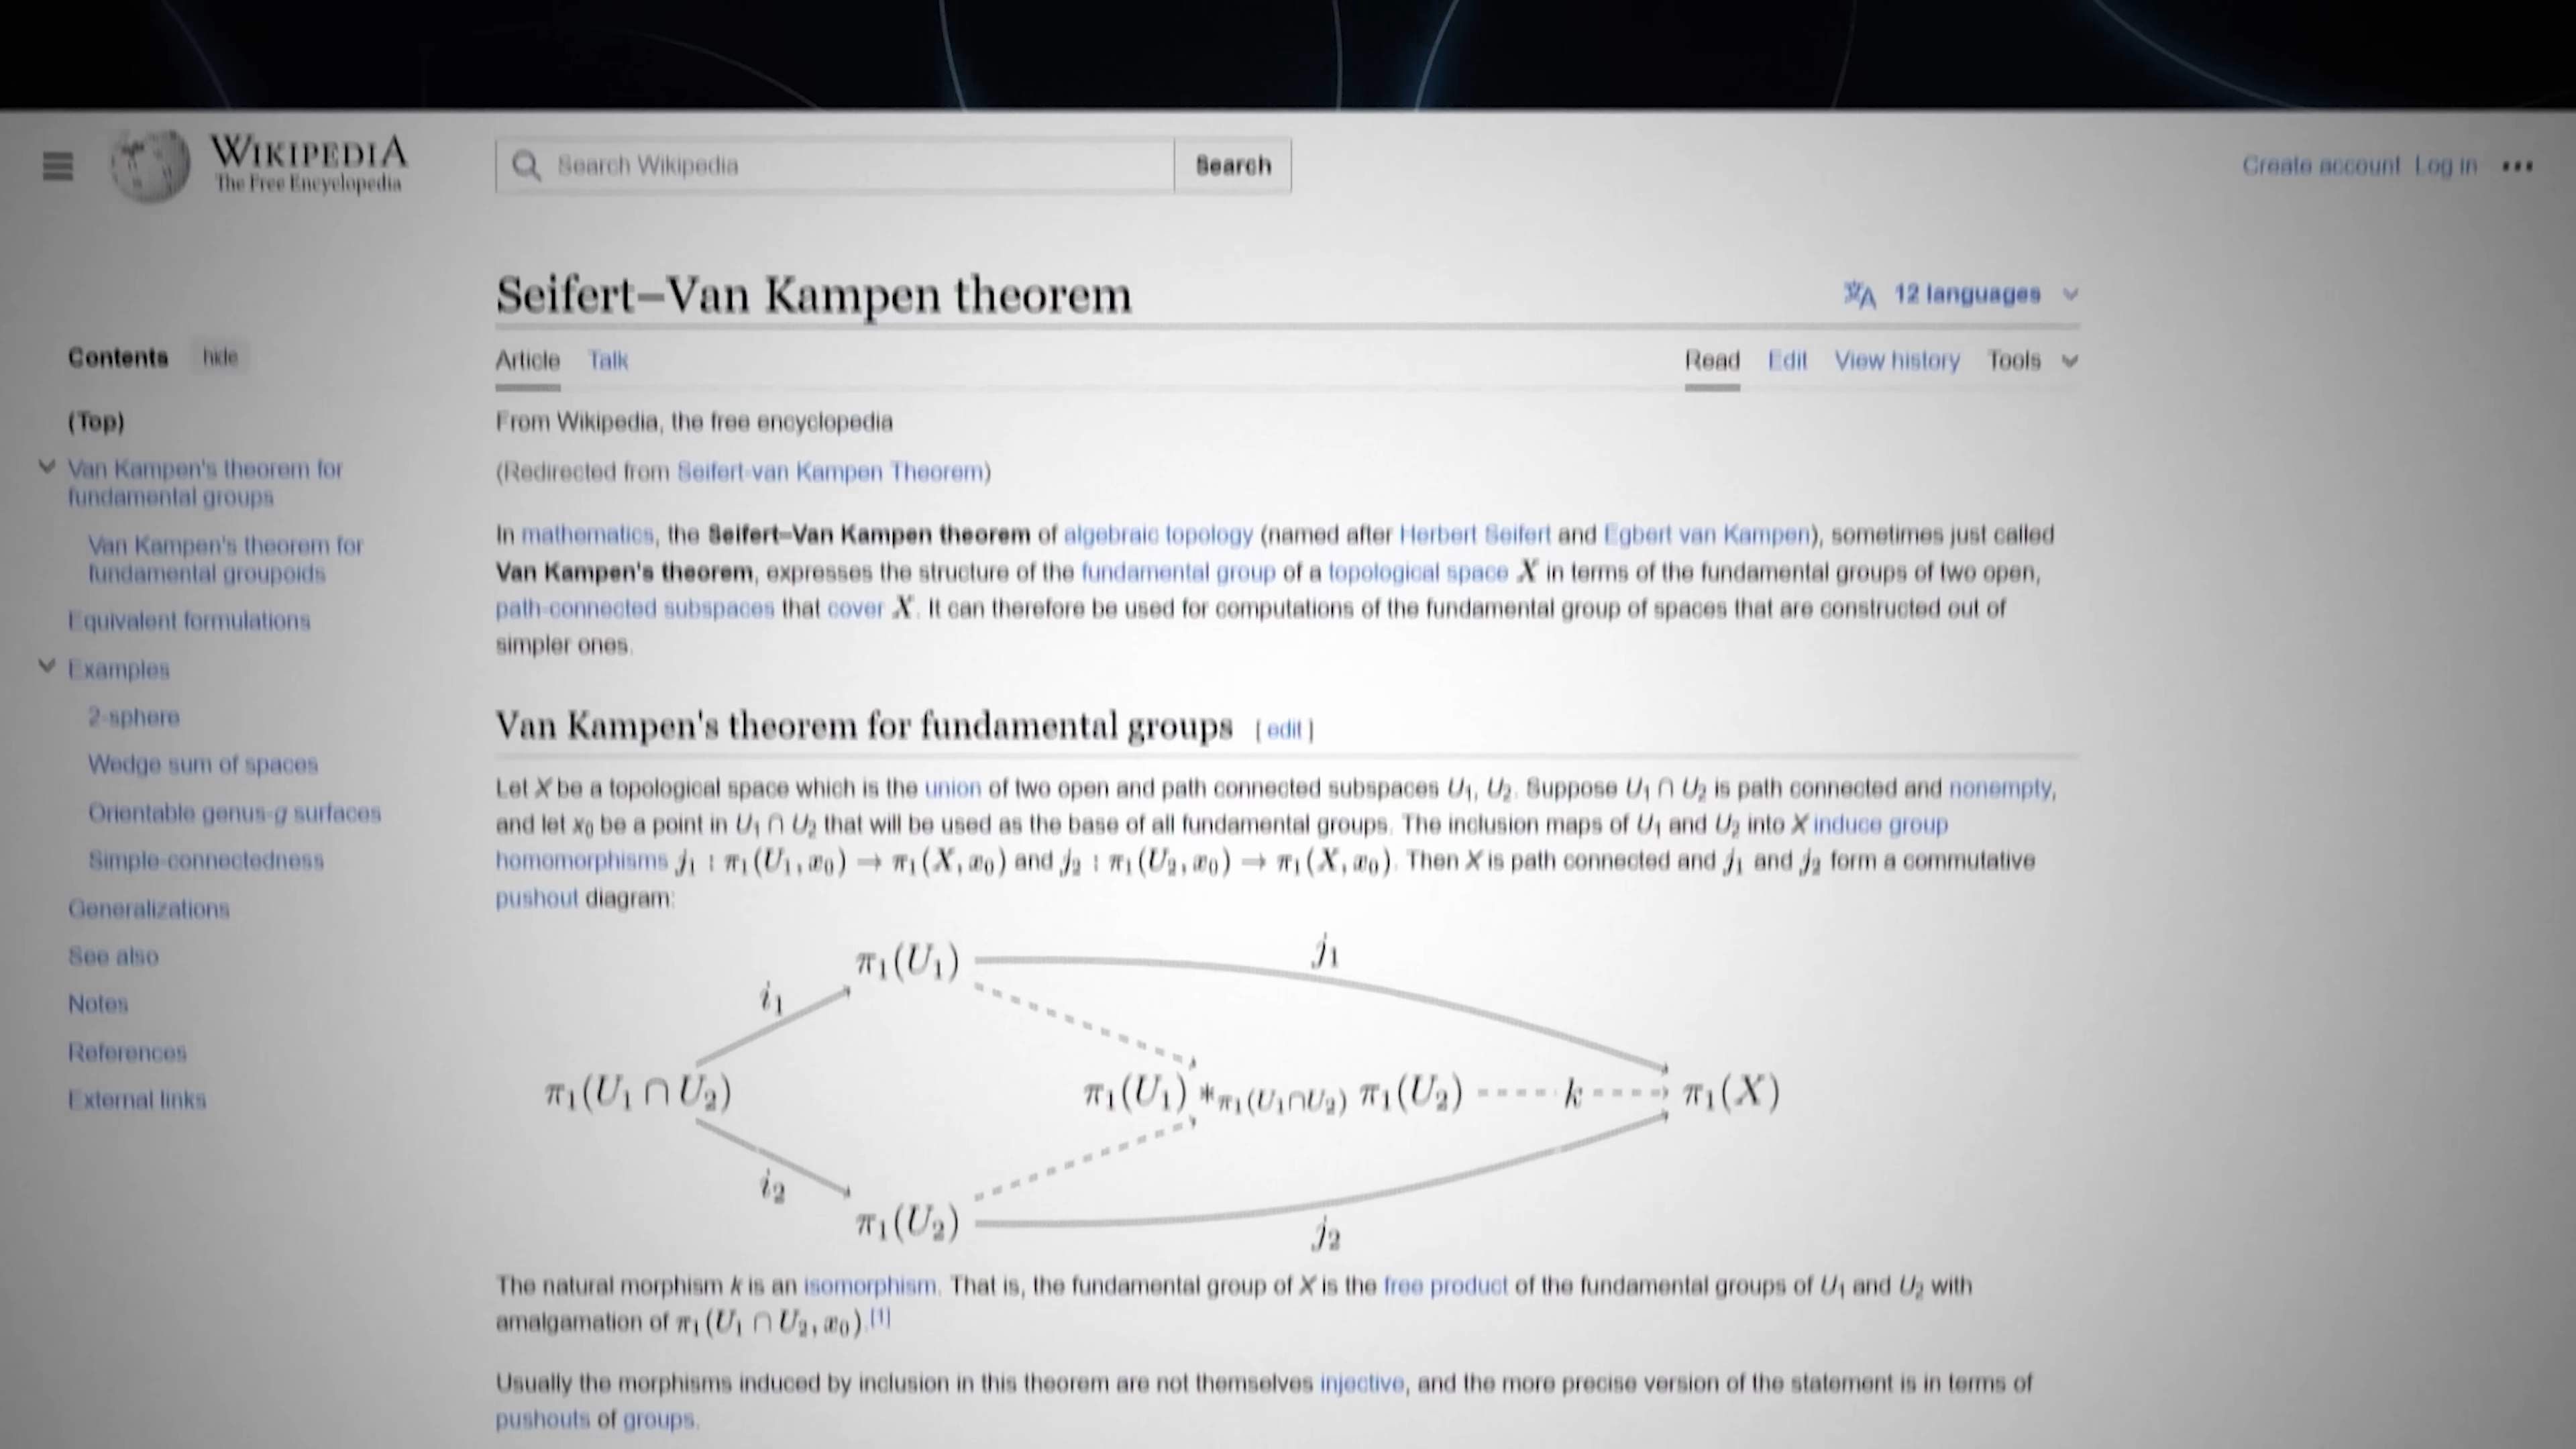 WIKIPEDIA
The Free Encyclopedia
Search Wikipedia
Search
Create account Log in
Seifert–Van Kampen theorem
12 languages
Contents hide
Article Talk
Read Edit View history Tools
(Top)
Van Kampen's theorem for
fundamental groups
Van Kampen's theorem for
fundamental groupoids
Equivalent formulations
Examples
2-sphere
Wedge sum of spaces
Orientable genus-g surfaces
Simple-connectedness
Generalizations
See also
Notes
References
External links
From Wikipedia, the free encyclopedia
(Redirected from Seifert-van Kampen Theorem)
In mathematics, the Seifert–Van Kampen theorem of algebraic topology (named after Herbert Seifert and Egbert van Kampen), sometimes just called
Van Kampen's theorem, expresses the structure of the fundamental group of a topological space X in terms of the fundamental groups of two open,
path-connected subspaces that cover X. It can therefore be used for computations of the fundamental group of spaces that are constructed out of
simpler ones.
Van Kampen's theorem for fundamental groups [ edit ]
Let X be a topological space which is the union of two open and path connected subspaces U₁, U₂. Suppose U₁ ∩ U₂ is path connected and nonempty,
and let x₀ be a point in U₁ ∩ U₂ that will be used as the base of all fundamental groups. The inclusion maps of U₁ and U₂ into X induce group
homomorphisms j₁ : π₁(U₁, x₀) → π₁(X, x₀) and j₂ : π₁(U₂, x₀) → π₁(X, x₀). Then X is path connected and j₁ and j₂ form a commutative
pushout diagram:
π₁(U₁)
j₁
i₁
π₁(U₁ ∩ U₂)
π₁(U₁) *π₁(U₁∩U₂) π₁(U₂) k π₁(X)
i₂
π₁(U₂)
j₂
The natural morphism k is an isomorphism. That is, the fundamental group of X is the free product of the fundamental groups of U₁ and U₂ with
amalgamation of π₁(U₁ ∩ U₂, x₀).[1]
Usually the morphisms induced by inclusion in this theorem are not themselves injective, and the more precise version of the statement is in terms of
pushouts of groups.